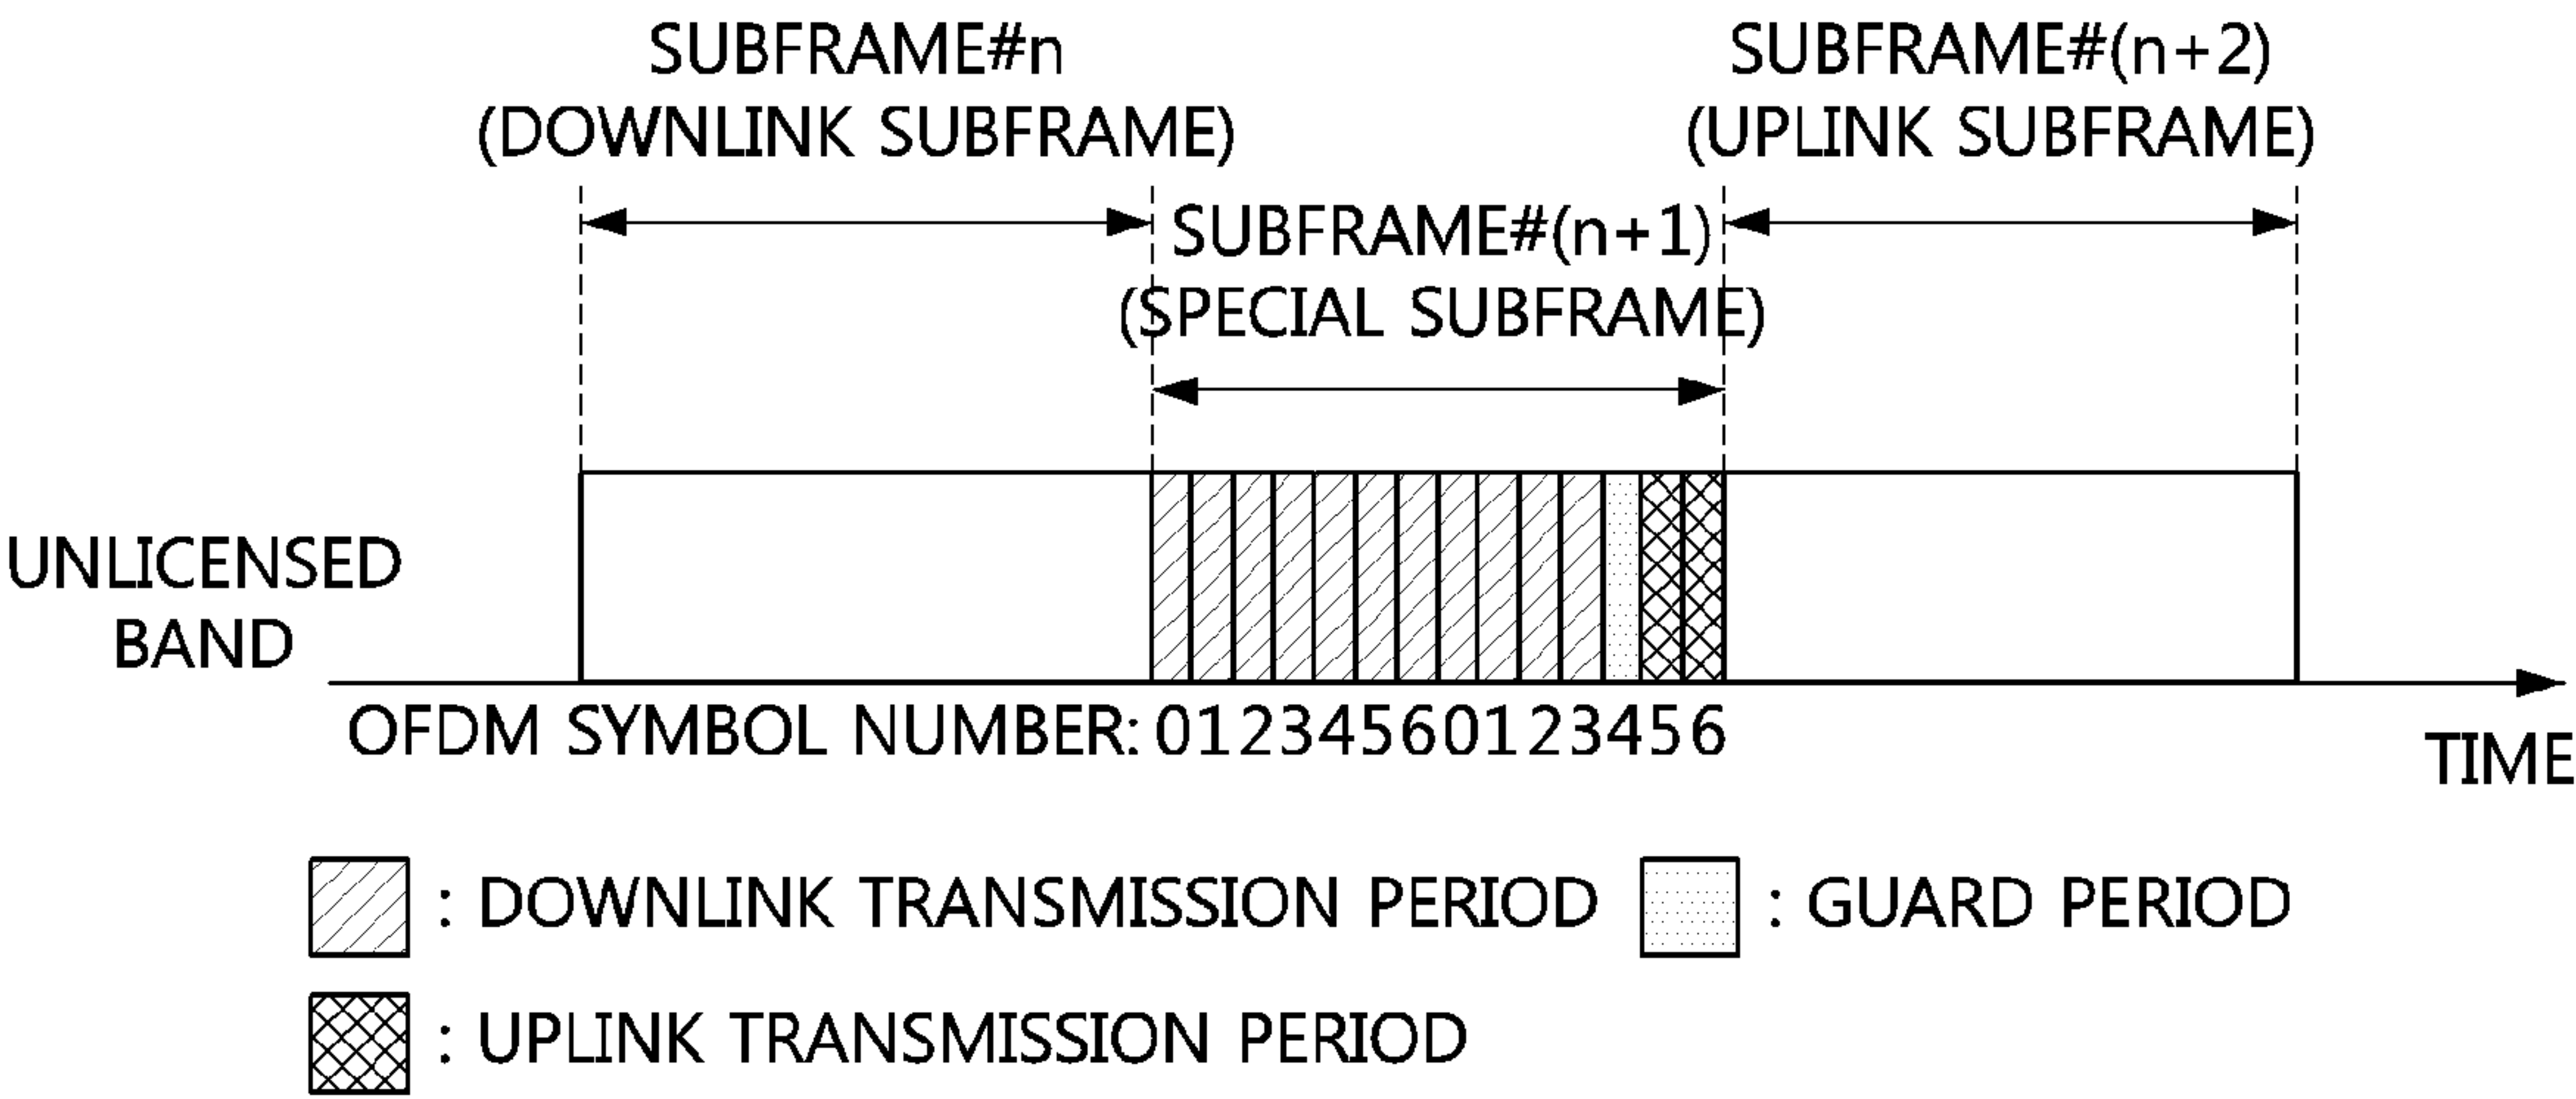 SUBFRAME#n
(DOWNLINK SUBFRAME)
SUBFRAME#(n+2)
(UPLINK SUBFRAME)
SUBFRAME#(n+1)
(SPECIAL SUBFRAME)
UNLICENSED
BAND
OFDM SYMBOL NUMBER: 01234560123456
TIME
: DOWNLINK TRANSMISSION PERIOD
: GUARD PERIOD
: UPLINK TRANSMISSION PERIOD